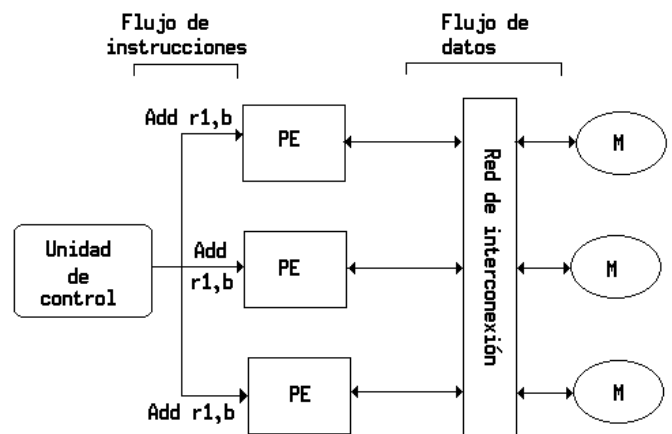 Flujo de
instrucciones
Flujo de
datos
Add r1,b
PE
M
Unidad
de
control
Add
r1,b
PE
Red de interconexión
M
Add r1,b
PE
M